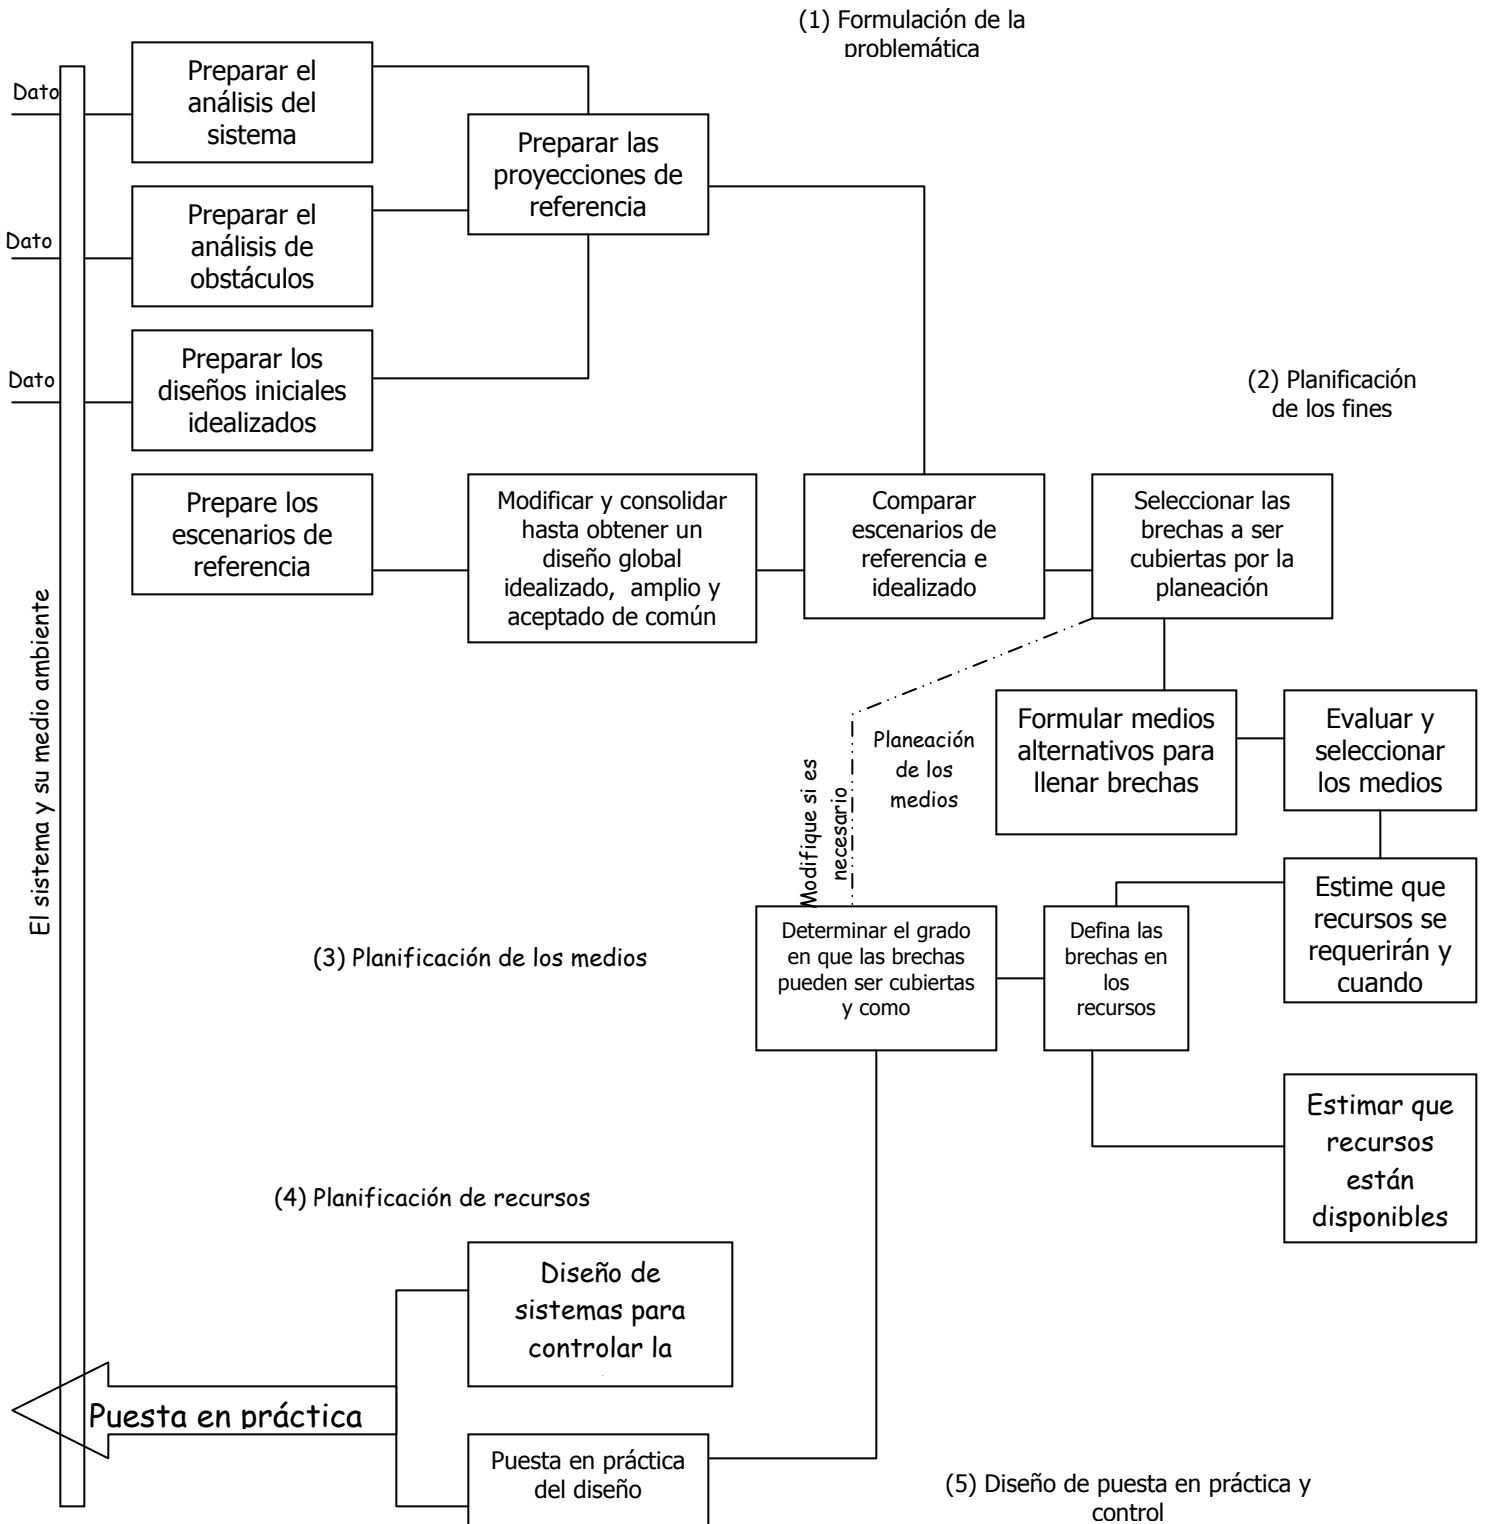 (1) Formulación de la
problemática
Dato
Preparar el
análisis del
sistema
Preparar las
proyecciones de
referencia
Dato
Preparar el
análisis de
obstáculos
Dato
Preparar los
diseños iniciales
idealizados
(2) Planificación
de los fines
Prepare los
escenarios de
referencia
Modificar y consolidar
hasta obtener un
diseño global
idealizado, amplio y
aceptado de común
Comparar
escenarios de
referencia e
idealizado
Seleccionar las
brechas a ser
cubiertas por la
planeación
El sistema y su medio ambiente
Modifique si es
necesario
Planeación
de los
medios
Formular medios
alternativos para
llenar brechas
Evaluar y
seleccionar
los medios
Estime que
recursos se
requerirán y
cuando
(3) Planificación de los medios
Determinar el grado
en que las brechas
pueden ser cubiertas
y como
Defina las
brechas en
los
recursos
Estimar que
recursos
están
disponibles
(4) Planificación de recursos
Diseño de
sistemas para
controlar la
Puesta en práctica
Puesta en práctica
del diseño
(5) Diseño de puesta en práctica y
control